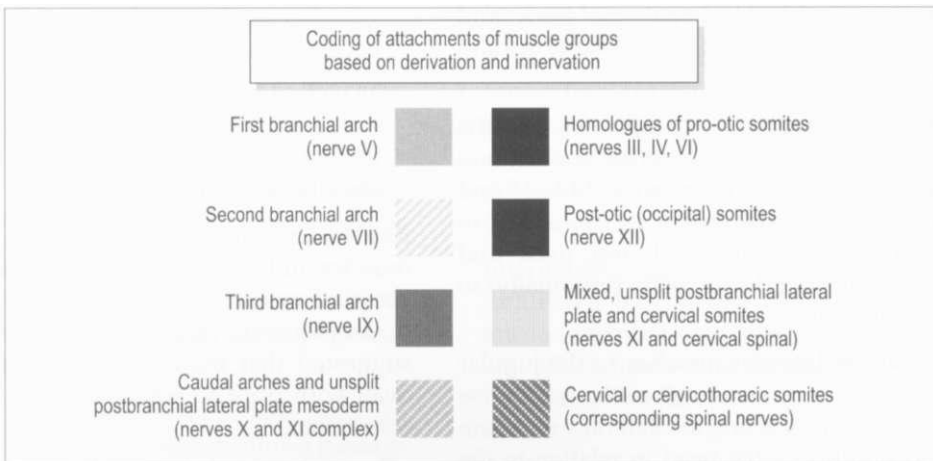 Coding of attachments of muscle groups
based on derivation and innervation
First branchial arch
(nerve V)
Homologues of pro-otic somites
(nerves III, IV, VI)
Second branchial arch
(nerve VII)
Post-otic (occipital) somites
(nerve XII)
Third branchial arch
(nerve IX)
Mixed, unsplit postbranchial lateral
plate and cervical somites
(nerves XI and cervical spinal)
Caudal arches and unsplit
postbranchial lateral plate mesoderm
(nerves X and XI complex)
Cervical or cervicothoracic somites
(corresponding spinal nerves)